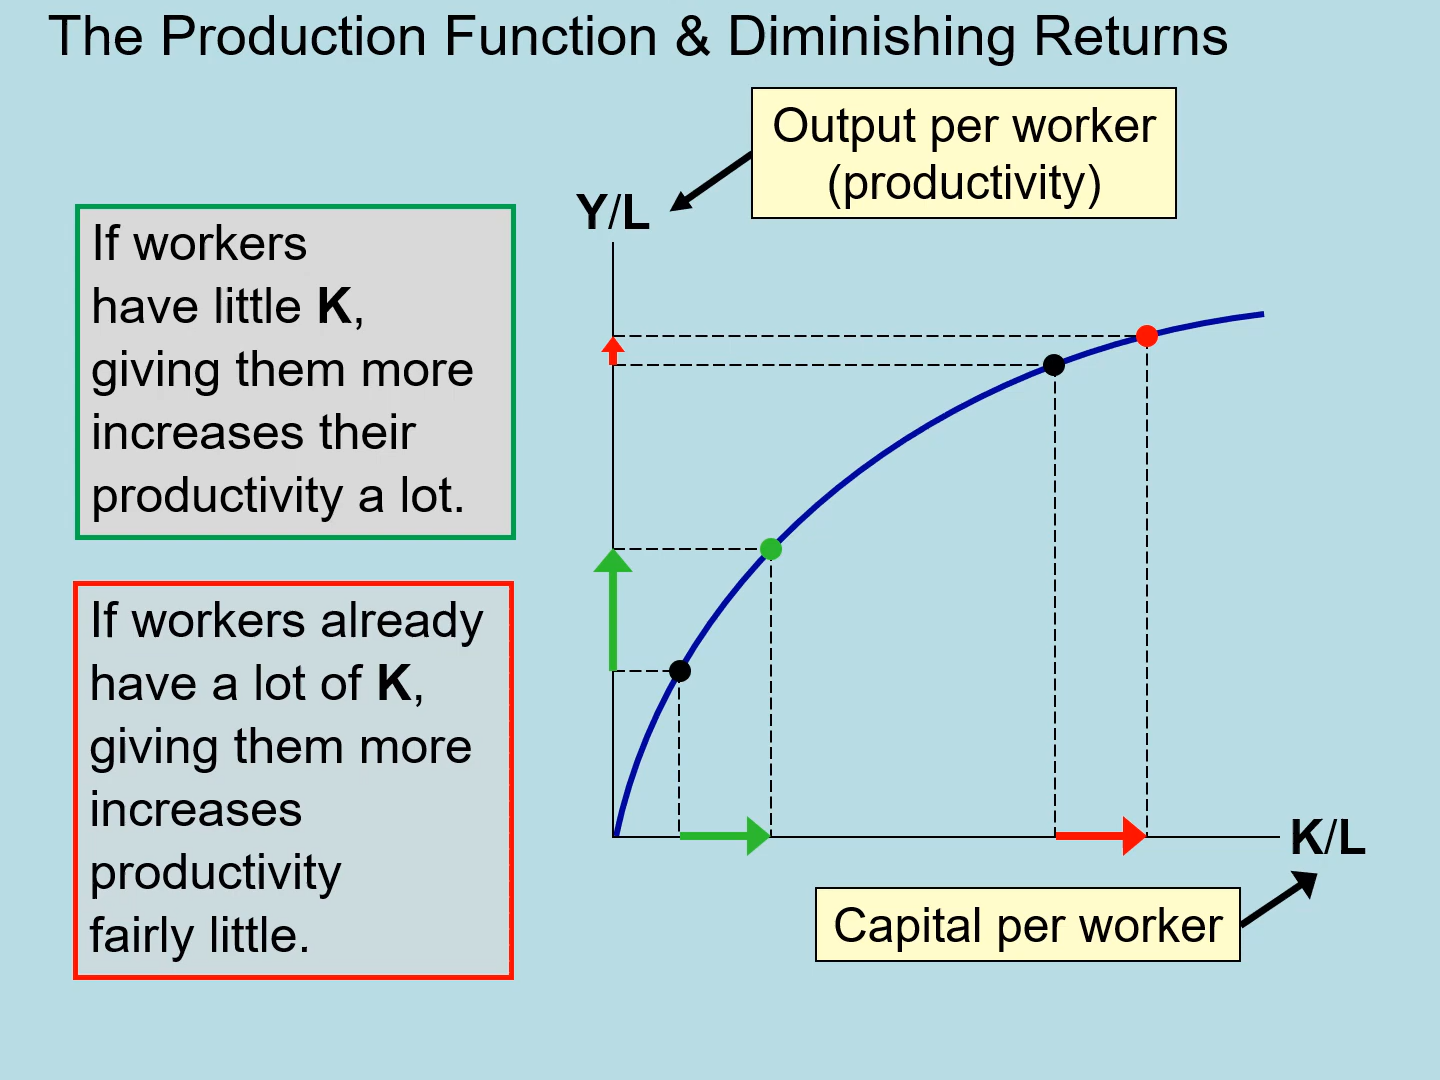 The Production Function & Diminishing Returns
Output per worker
(productivity)
Y/L
If workers
have little K,
giving them more
increases their
productivity a lot.
If workers already
have a lot of K,
giving them more
increases
productivity
fairly little.
K/L
Capital per worker